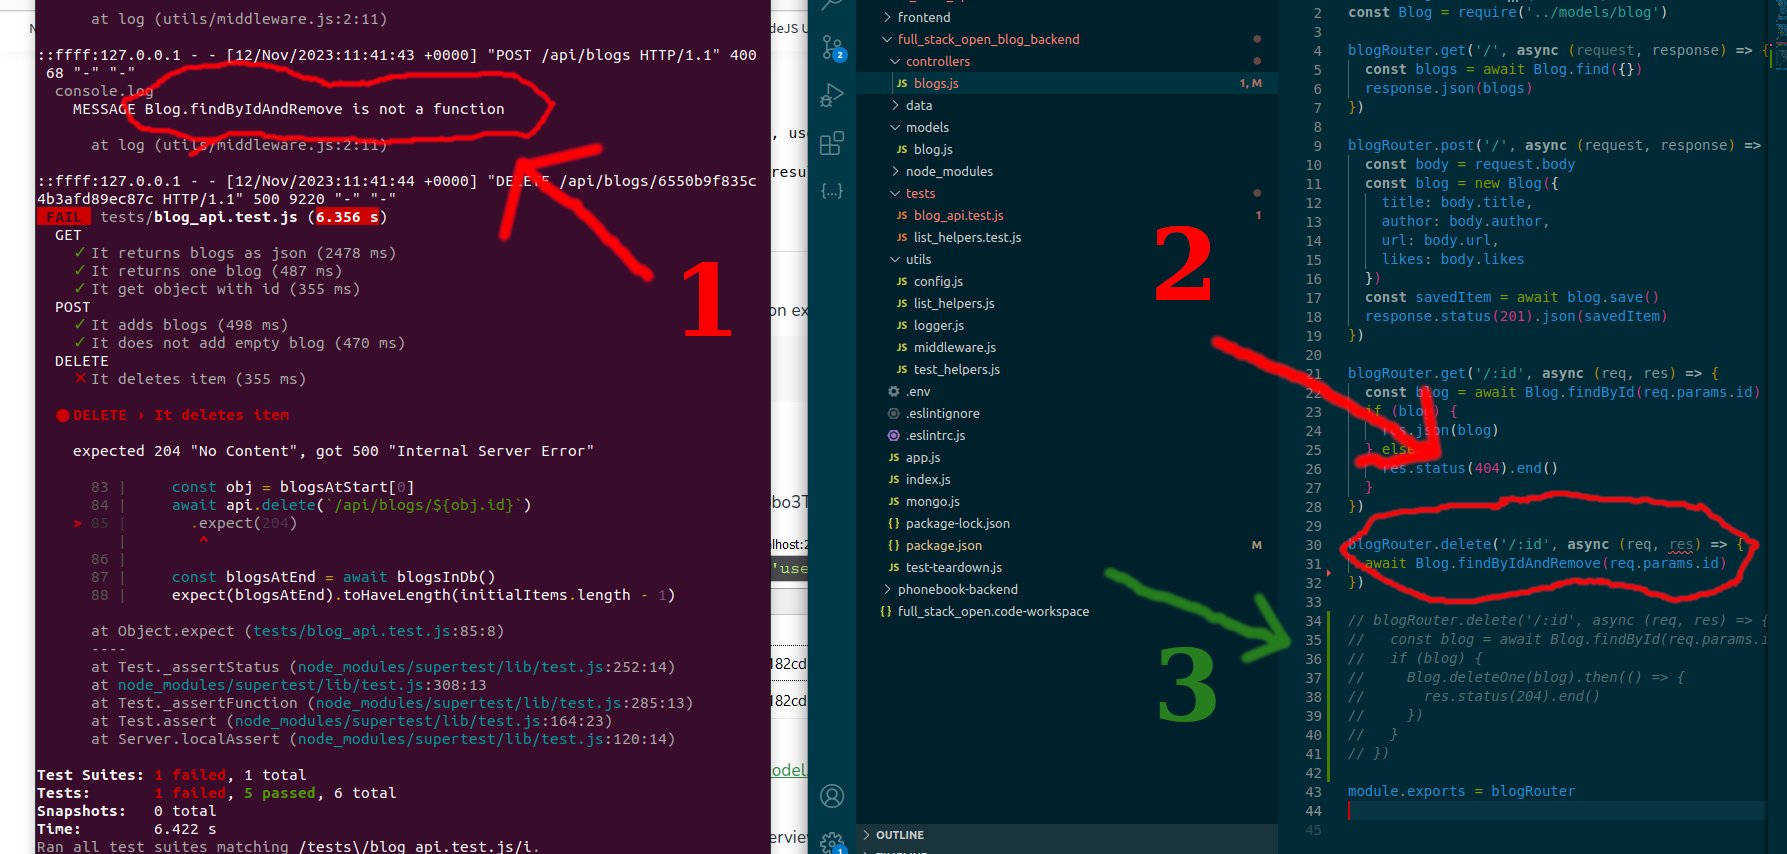 at log (utils/middleware.js:2:11)
::ffff:127.0.0.1 - - [12/Nov/2023:11:41:43 +0000] "POST /api/blogs HTTP/1.1" 400
68 "-" "-"
console.log
MESSAGE Blog.findByIdAndRemove is not a function
at log (utils/middleware.js:2:11)
::ffff:127.0.0.1 - - [12/Nov/2023:11:41:44 +0000] "DELETE /api/blogs/6550b9f835c
4b3afd89ec87c HTTP/1.1" 500 9220 "-" "-"
FAIL tests/blog_api.test.js (6.356 s)
GET
✓ It returns blogs as json (2478 ms)
✓ It returns one blog (487 ms)
✓ It get object with id (355 ms)
POST
✓ It adds blogs (498 ms)
✓ It does not add empty blog (470 ms)
DELETE
✕ It deletes item (355 ms)
● DELETE › It deletes item
expected 204 "No Content", got 500 "Internal Server Error"
83 | const obj = blogsAtStart[0]
84 | await api.delete(`/api/blogs/${obj.id}`)
> 85 | .expect(204)
| ^
86 |
87 | const blogsAtEnd = await blogsInDb()
88 | expect(blogsAtEnd).toHaveLength(initialItems.length - 1)
at Object.expect (tests/blog_api.test.js:85:8)
----
at Test._assertStatus (node_modules/supertest/lib/test.js:252:14)
at node_modules/supertest/lib/test.js:308:13
at Test._assertFunction (node_modules/supertest/lib/test.js:285:13)
at Test.assert (node_modules/supertest/lib/test.js:164:23)
at Server.localAssert (node_modules/supertest/lib/test.js:120:14)
Test Suites: 1 failed, 1 total
Tests: 1 failed, 5 passed, 6 total
Snapshots: 0 total
Time: 6.422 s
Ran all test suites matching /tests\/blog_api.test.js/i.
1
frontend
full_stack_open_blog_backend
controllers
JS blogs.js 1, M
data
models
JS blog.js
node_modules
tests
JS blog_api.test.js 1
JS list_helpers.test.js
utils
JS config.js
JS list_helpers.js
JS logger.js
JS middleware.js
JS test_helpers.js
.env
.eslintignore
.eslintrc.js
JS app.js
JS index.js
JS mongo.js
{} package-lock.json
{} package.json M
JS test-teardown.js
phonebook-backend
{} full_stack_open.code-workspace
OUTLINE
2
1
2
3
2 const Blog = require('../models/blog')
3
4 blogRouter.get('/', async (request, response) => {
5 const blogs = await Blog.find({})
6 response.json(blogs)
7 })
8
9 blogRouter.post('/', async (request, response) =>
10 const body = request.body
11 const blog = new Blog({
12 title: body.title,
13 author: body.author,
14 url: body.url,
15 likes: body.likes
16 })
17 const savedItem = await blog.save()
18 response.status(201).json(savedItem)
19 })
20
21 blogRouter.get('/:id', async (req, res) => {
22 const blog = await Blog.findById(req.params.id)
23 if (blog) {
24 res.json(blog)
25 } else
26 res.status(404).end()
27 }
28 })
29
30 blogRouter.delete('/:id', async (req, res) => {
31 await Blog.findByIdAndRemove(req.params.id)
32 })
33
34 // blogRouter.delete('/:id', async (req, res) => {
35 // const blog = await Blog.findById(req.params.i
36 // if (blog) {
37 // Blog.deleteOne(blog).then(() => {
38 // res.status(204).end()
39 // })
40 // }
41 // })
42
43 module.exports = blogRouter
44
45